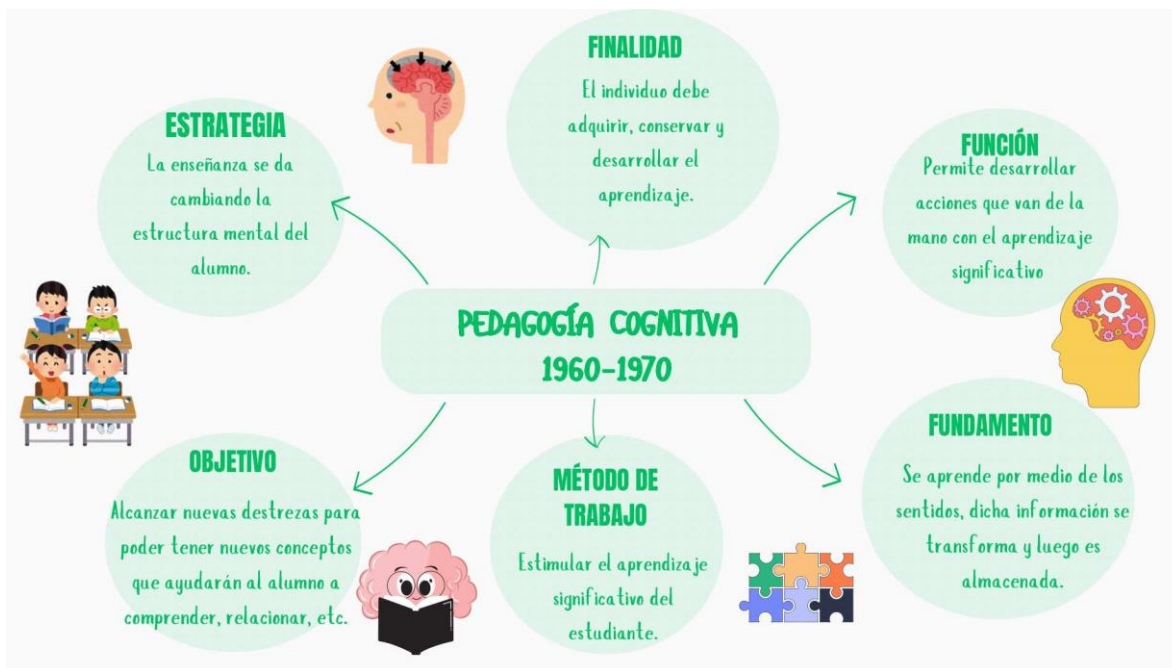 FINALIDAD
El individuo debe
adquirir, conservar y
desarrollar el
aprendizaje.
ESTRATEGIA
La enseñanza se da
cambiando la
estructura mental del
alumno.
FUNCIÓN
Permite desarrollar
acciones que van de la
mano con el aprendizaje
significativo
PEDAGOGÍA COGNITIVA
1960-1970
OBJETIVO
Alcanzar nuevas destrezas para
poder tener nuevos conceptos
que ayudarán al alumno a
comprender, relacionar, etc.
MÉTODO DE
TRABAJO
Estimular el aprendizaje
significativo del
estudiante.
FUNDAMENTO
Se aprende por medio de los
sentidos, dicha información se
transforma y luego es
almacenada.